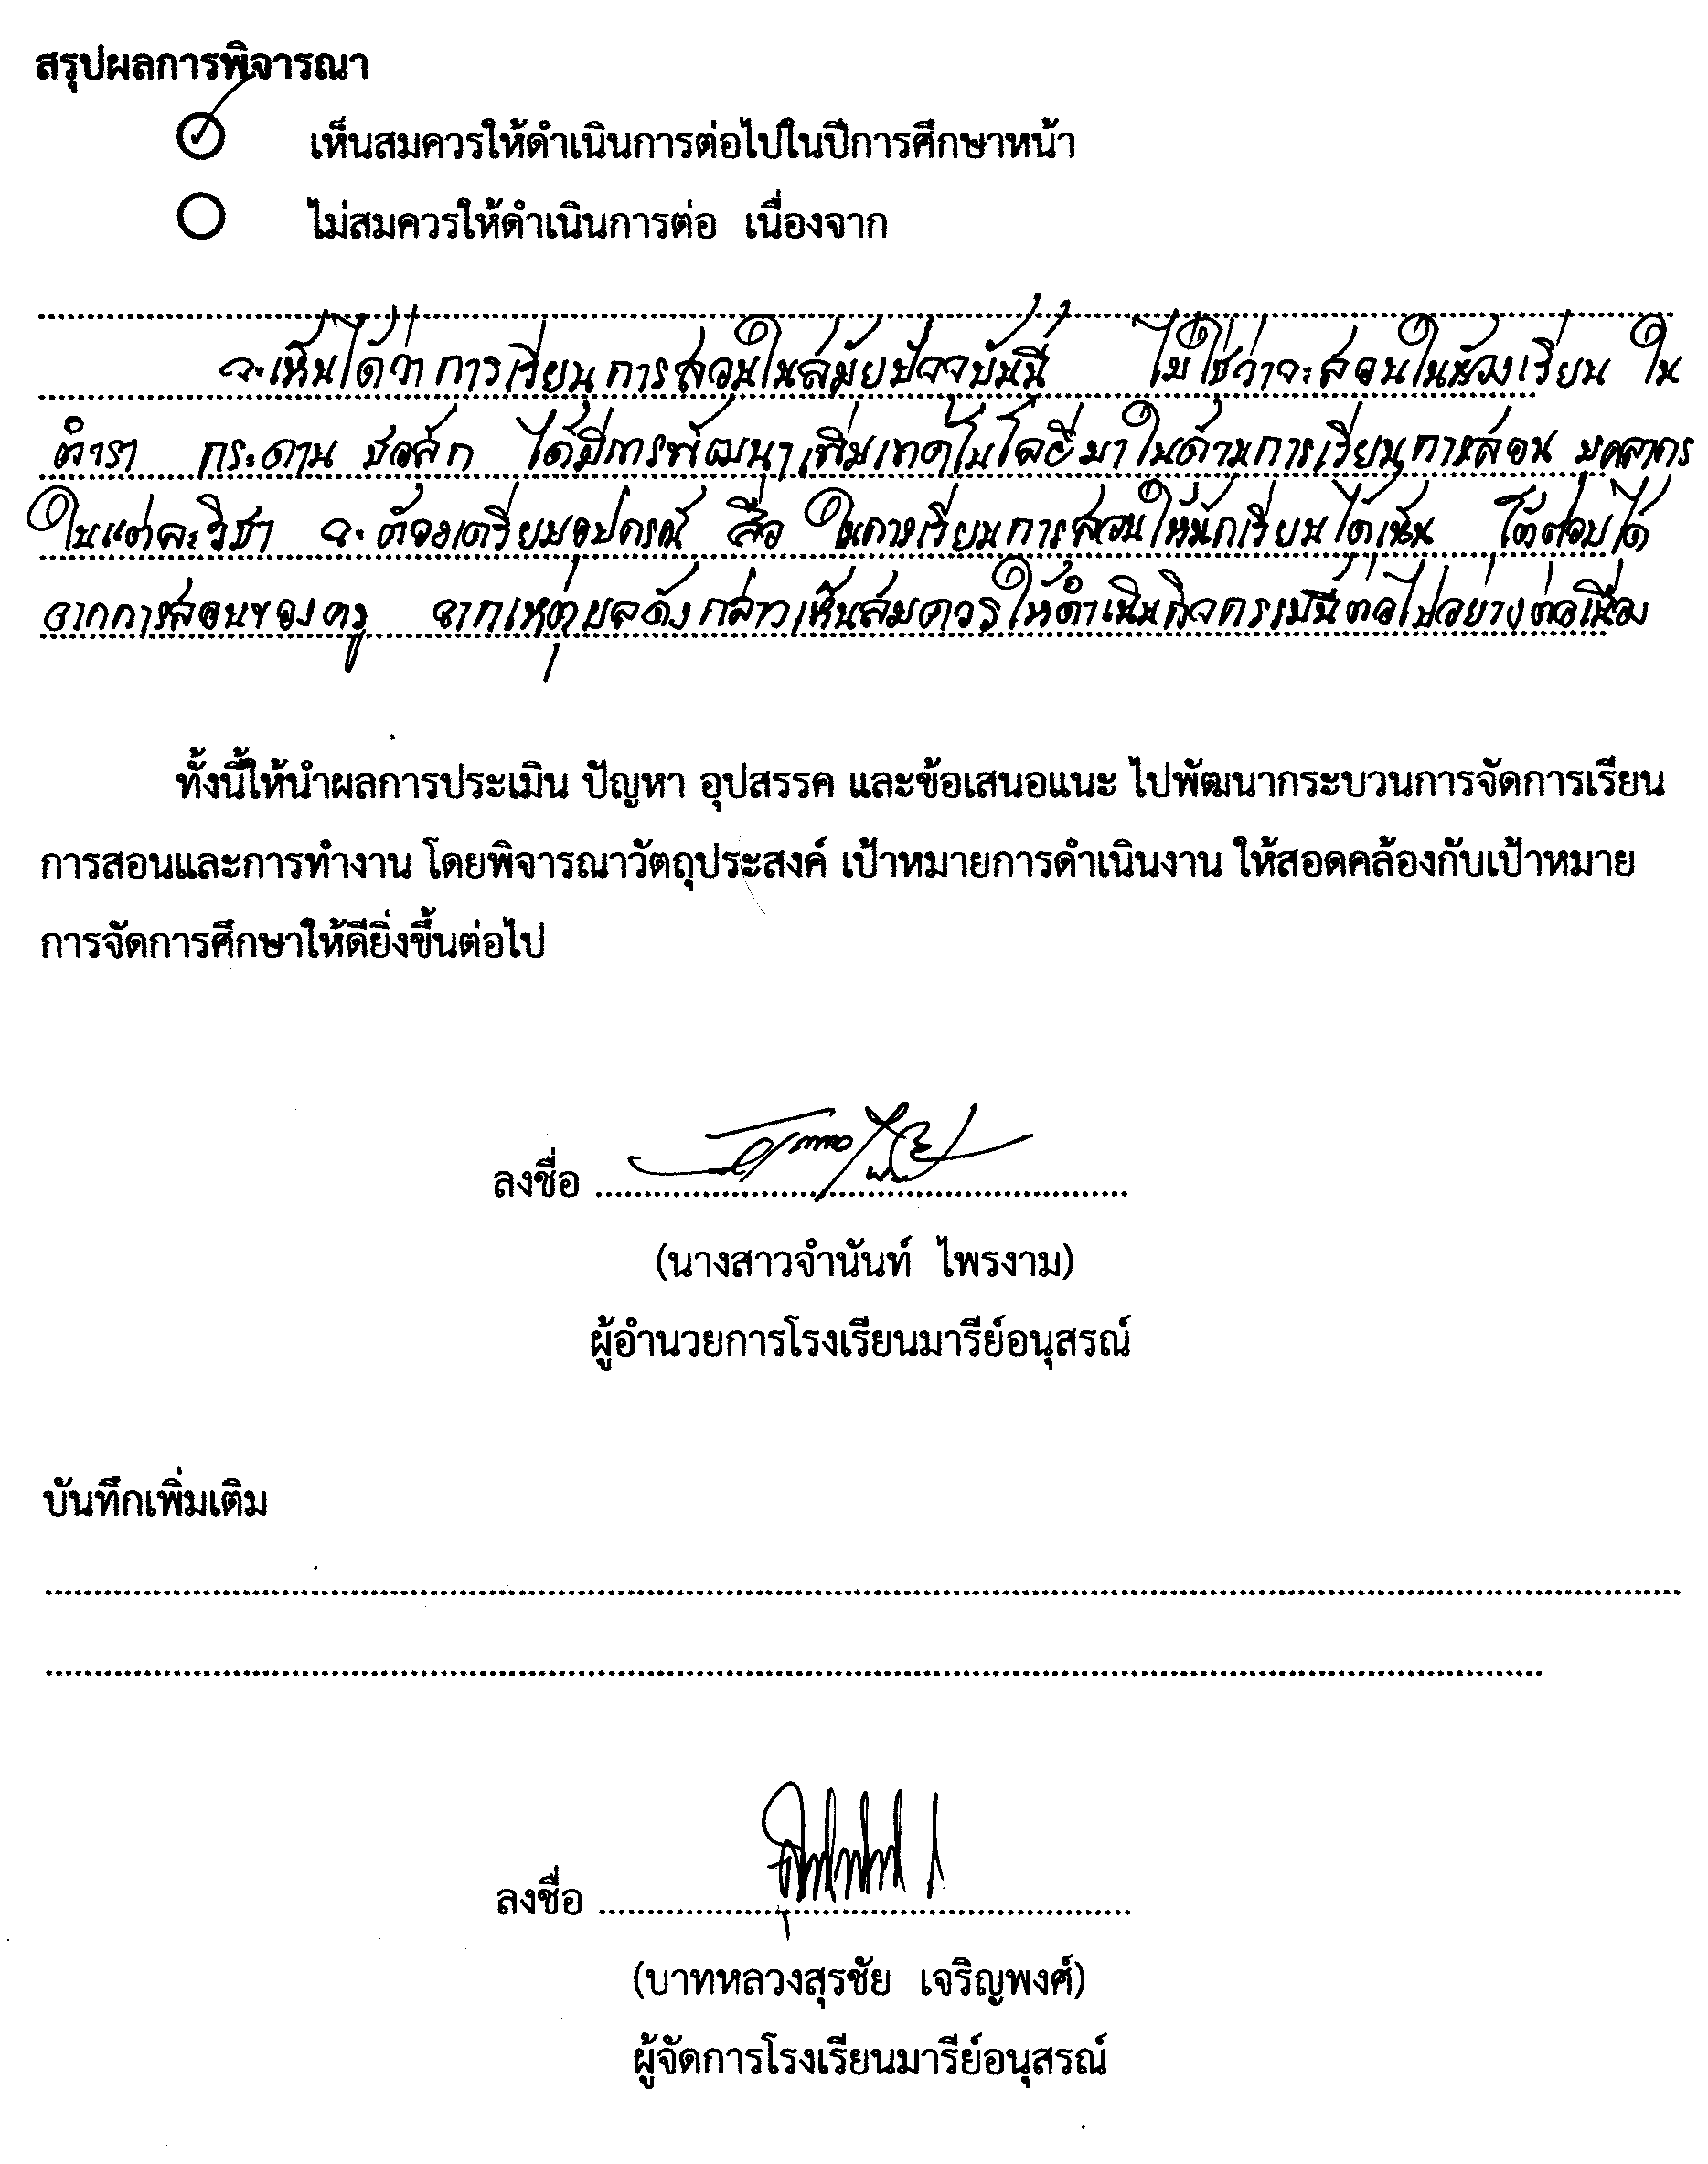 สรุปผลการพิจารณา
เห็นสมควรให้ดำเนินการต่อไปในปีการศึกษาหน้า
ไม่สมควรให้ดำเนินการต่อ เนื่องจาก
จะเห็นได้ว่า การเรียนการสอนในสมัยปัจจุบันนี้ ไม่ใช่ว่าจะสอนในห้องเรียน ใน
ตำรา กระดาน ชอล์ก ได้มีการพัฒนาเพิ่มเทคโนโลยีมาในด้านการเรียนการสอน บุคลากร
ในแต่ละวิชา จะต้องเตรียมอุปกรณ์ สื่อ ในการเรียนการสอนให้นักเรียนได้เห็น โต้ตอบได้
จากการสอนของครู จากเหตุผลดังกล่าวเห็นสมควรให้ดำเนินกิจกรรมนี้ต่อไปอย่างต่อเนื่อง
ทั้งนี้ให้นำผลการประเมิน ปัญหา อุปสรรค และข้อเสนอแนะ ไปพัฒนากระบวนการจัดการเรียน
การสอนและการทำงาน โดยพิจารณาวัตถุประสงค์ เป้าหมายการดำเนินงาน ให้สอดคล้องกับเป้าหมาย
การจัดการศึกษาให้ดียิ่งขึ้นต่อไป
ลงชื่อ
(นางสาวจำนันท์ ไพรงาม)
ผู้อำนวยการโรงเรียนมารีย์อนุสรณ์
บันทึกเพิ่มเติม
ลงชื่อ
(บาทหลวงสุรชัย เจริญพงศ์)
ผู้จัดการโรงเรียนมารีย์อนุสรณ์